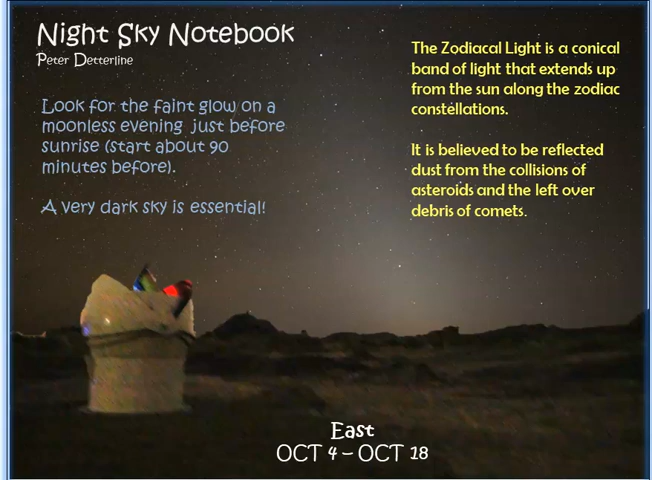 Night Sky Notebook
Peter Detterline
Look for the faint glow on a
moonless evening just before
sunrise (start about 90
minutes before).
A very dark sky is essential!
The Zodiacal Light is a conical
band of light that extends up
from the sun along the zodiac
constellations.
It is believed to be reflected
dust from the collisions of
asteroids and the left over
debris of comets.
East
OCT 4 – OCT 18